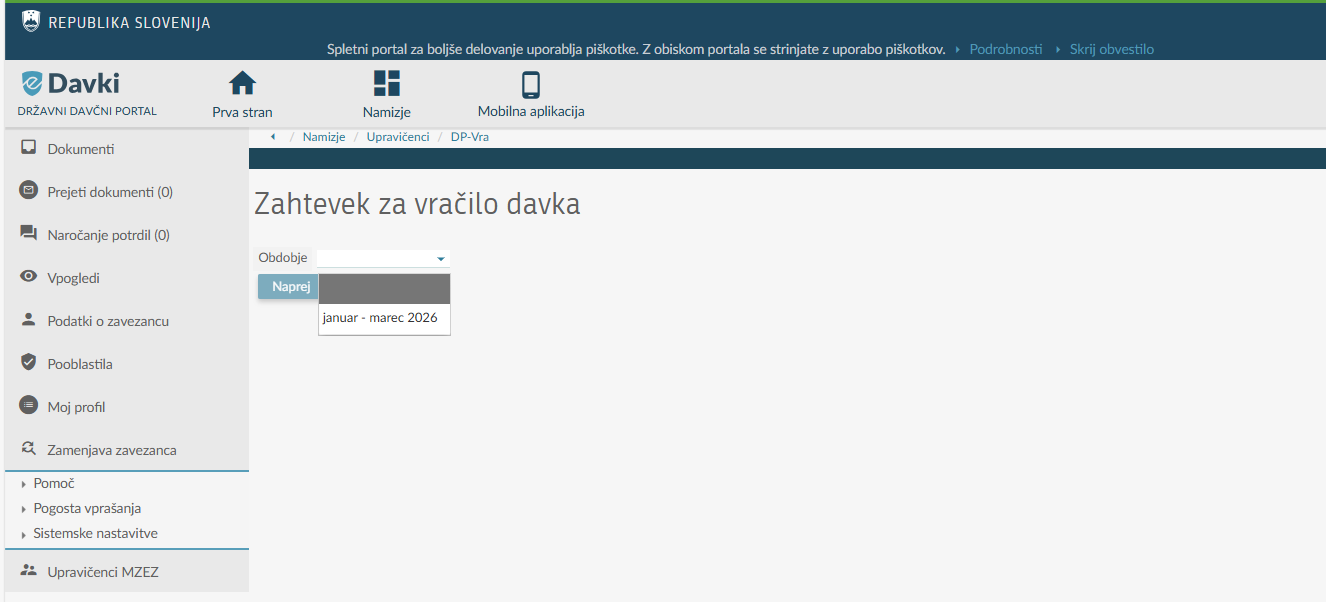 REPUBLIKA SLOVENIJA
Spletni portal za boljše delovanje uporablja piškotke. Z obiskom portala se strinjate z uporabo piškotkov. Podrobnosti Skrij obvestilo
eDavki
DRŽAVNI DAVČNI PORTAL
Prva stran
Namizje
Mobilna aplikacija
/ Namizje / Upravičenci / DP-Vra
Dokumenti
Prejeti dokumenti (0)
Naročanje potrdil (0)
Vpogledi
Podatki o zavezancu
Pooblastila
Moj profil
Zamenjava zavezanca
Pomoč
Pogosta vprašanja
Sistemske nastavitve
Upravičenci MZEZ
Zahtevek za vračilo davka
Obdobje
Naprej
januar - marec 2026